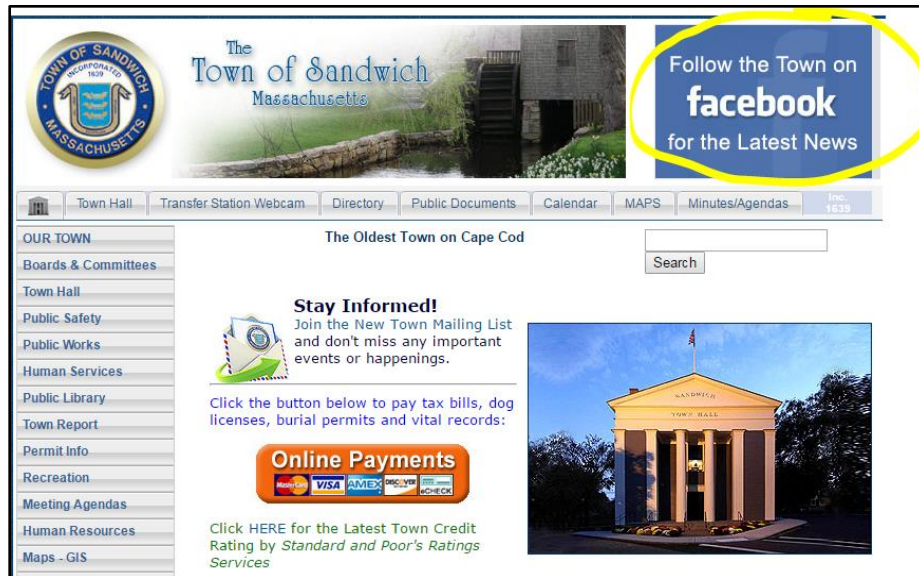 TOWN OF SANDWICH
INCORPORATED
1639
MASSACHUSETTS
The
Town of Sandwich
Massachusetts
Follow the Town on
facebook
for the Latest News
Town Hall
Transfer Station Webcam
Directory
Public Documents
Calendar
MAPS
Minutes/Agendas
Inc.
1639
OUR TOWN
Boards & Committees
Town Hall
Public Safety
Public Works
Human Services
Public Library
Town Report
Permit Info
Recreation
Meeting Agendas
Human Resources
Maps - GIS
The Oldest Town on Cape Cod
Search
Stay Informed!
Join the New Town Mailing List
and don't miss any important
events or happenings.
Click the button below to pay tax bills, dog
licenses, burial permits and vital records:
Online Payments
MasterCard VISA AMEX DISCOVER eCHECK
Click HERE for the Latest Town Credit
Rating by Standard and Poor's Ratings
Services
SANDWICH
TOWN HALL